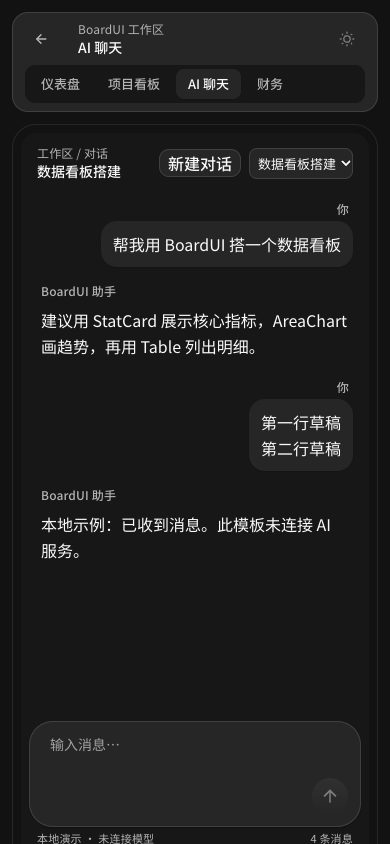 BoardUI 工作区
AI 聊天
仪表盘 项目看板 AI 聊天 财务
工作区 / 对话
数据看板搭建
新建对话
数据看板搭建
你
帮我用 BoardUI 搭一个数据看板
BoardUI 助手
建议用 StatCard 展示核心指标，AreaChart
画趋势，再用 Table 列出明细。
你
第一行草稿
第二行草稿
BoardUI 助手
本地示例：已收到消息。此模板未连接 AI
服务。
输入消息…
本地演示 · 未连接模型
4 条消息